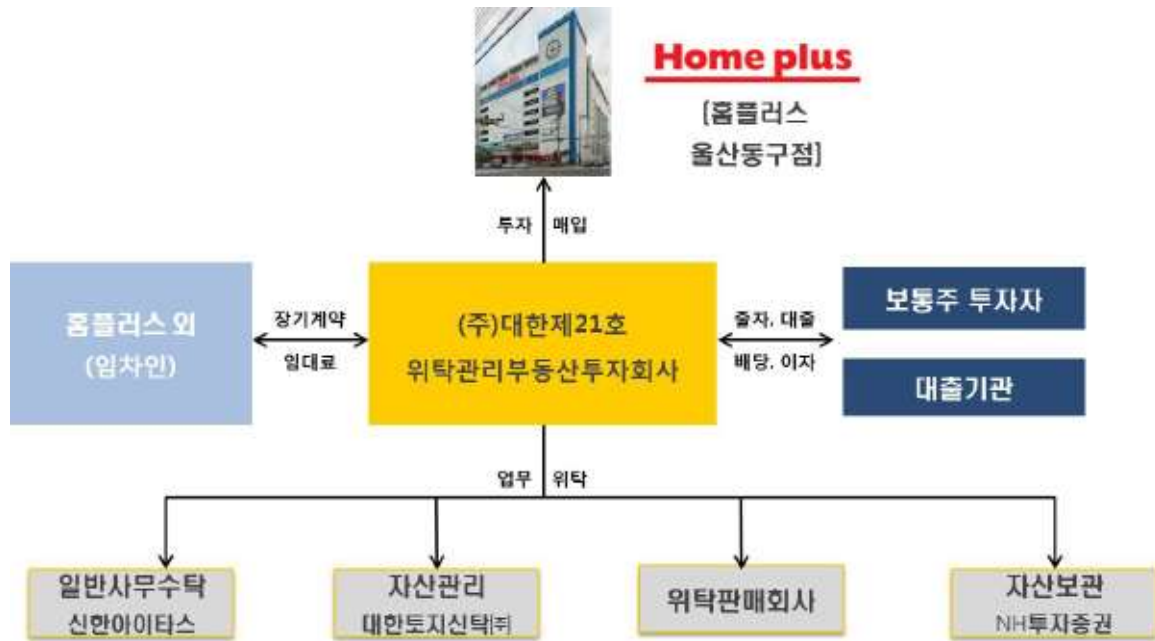 Home plus
[홈플러스
울산동구점]
투자 매입
홈플러스 외
(임차인)
장기계약
임대료
(주)대한제21호
위탁관리부동산투자회사
출자, 대출
배당, 이자
보통주 투자자
대출기관
업무 위탁
일반사무수탁
신한아이타스
자산관리
대한토지신탁㈜
위탁판매회사
자산보관
NH투자증권